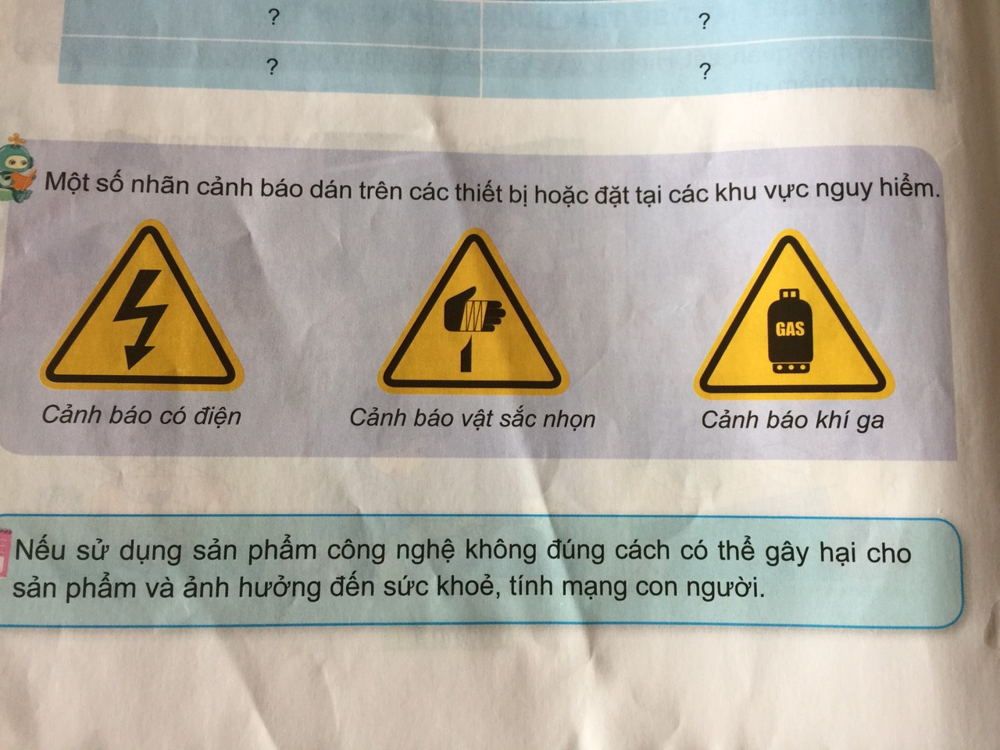 ? ?
? ?
Một số nhãn cảnh báo dán trên các thiết bị hoặc đặt tại các khu vực nguy hiểm.
GAS
Cảnh báo có điện
Cảnh báo vật sắc nhọn
Cảnh báo khí ga
Nếu sử dụng sản phẩm công nghệ không đúng cách có thể gây hại cho
sản phẩm và ảnh hưởng đến sức khoẻ, tính mạng con người.